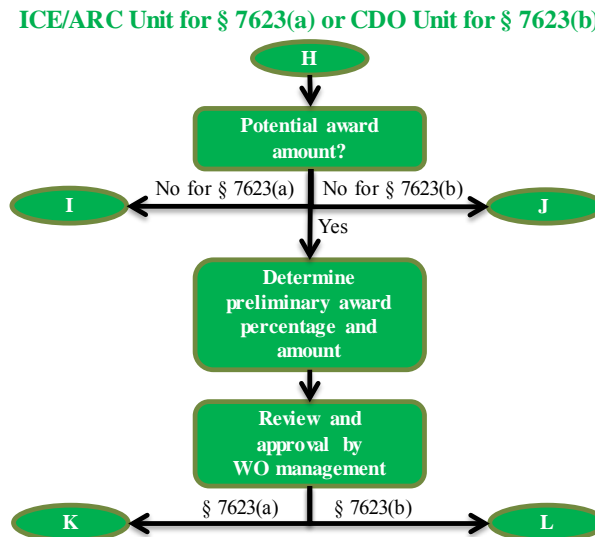 ICE/ARC Unit for § 7623(a) or CDO Unit for § 7623(b)
H
Potential award
amount?
No for § 7623(a)
No for § 7623(b)
I
J
Yes
Determine
preliminary award
percentage and
amount
Review and
approval by
WO management
§ 7623(a)
§ 7623(b)
K
L